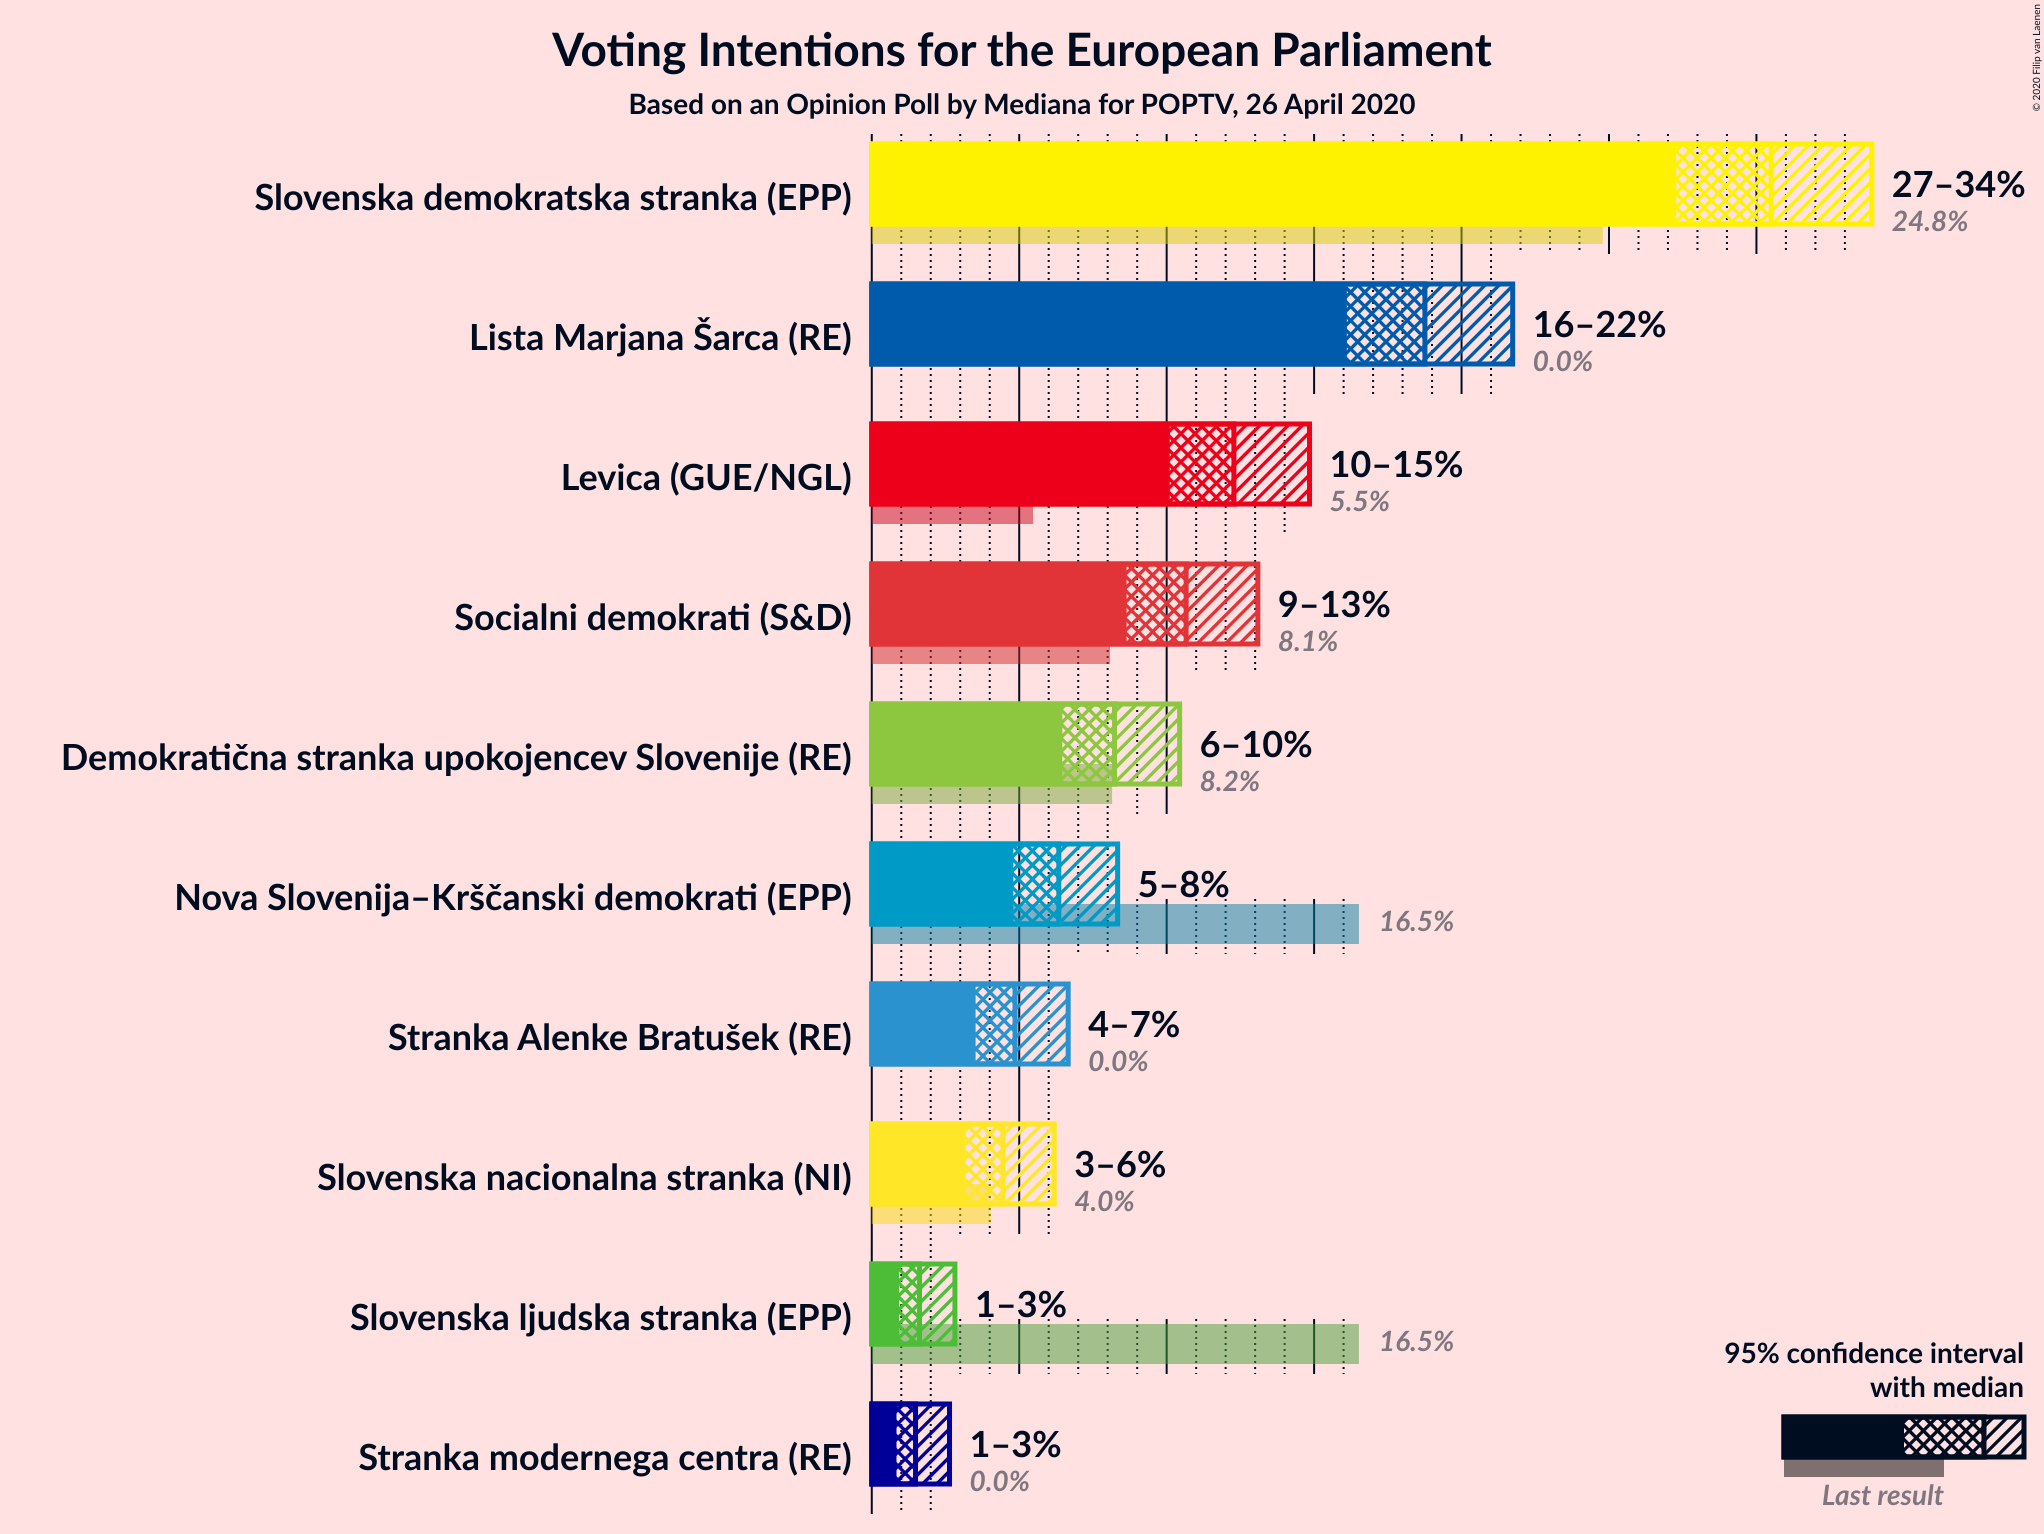 Voting Intentions for the European Parliament
Based on an Opinion Poll by Mediana for POPTV, 26 April 2020
© 2020 Filip van Laenen
Slovenska demokratska stranka (EPP)
27–34%
24.8%
Lista Marjana Šarca (RE)
16–22%
0.0%
Levica (GUE/NGL)
10–15%
5.5%
Socialni demokrati (S&D)
9–13%
8.1%
Demokratična stranka upokojencev Slovenije (RE)
6–10%
8.2%
Nova Slovenija–Krščanski demokrati (EPP)
5–8%
16.5%
Stranka Alenke Bratušek (RE)
4–7%
0.0%
Slovenska nacionalna stranka (NI)
3–6%
4.0%
Slovenska ljudska stranka (EPP)
1–3%
16.5%
Stranka modernega centra (RE)
1–3%
0.0%
95% confidence interval
with median
Last result